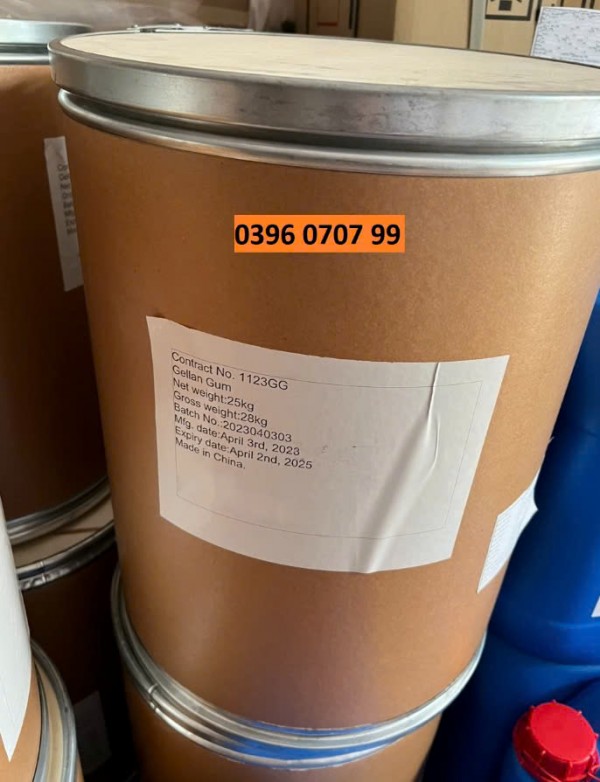 0396 0707 99
Contract No. 1123GG
Gellan Gum
Net weight:25kg
Gross weight:28kg
Batch No.:2023040303
Mfg. date:April 3rd, 2023
Expiry date:April 2nd, 2025
Made in China.